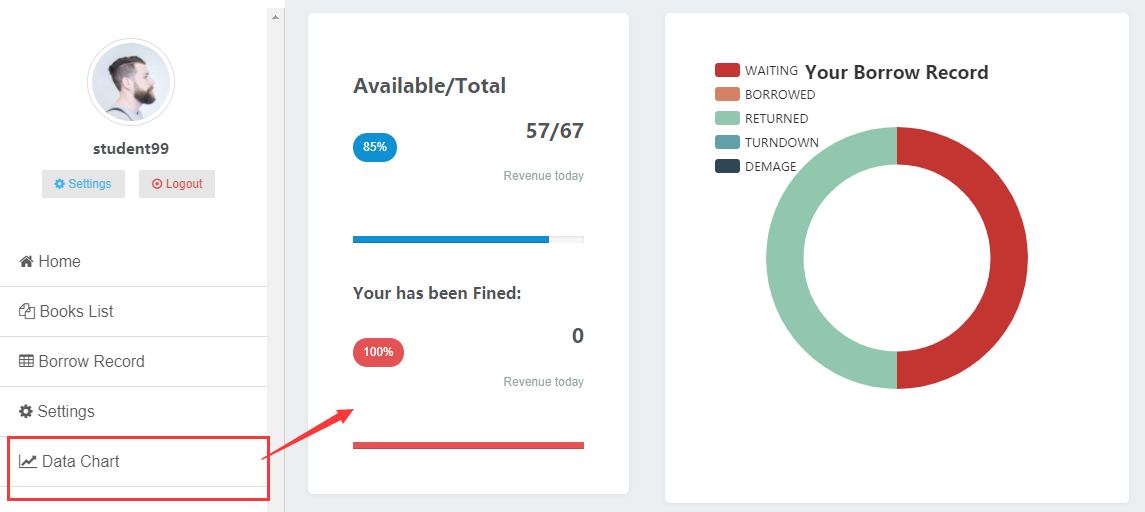 student99
Settings
Logout
Home
Books List
Borrow Record
Settings
Data Chart
Available/Total
57/67
85%
Revenue today
Your has been Fined:
0
100%
Revenue today
Your Borrow Record
WAITING
BORROWED
RETURNED
TURNDOWN
DEMAGE